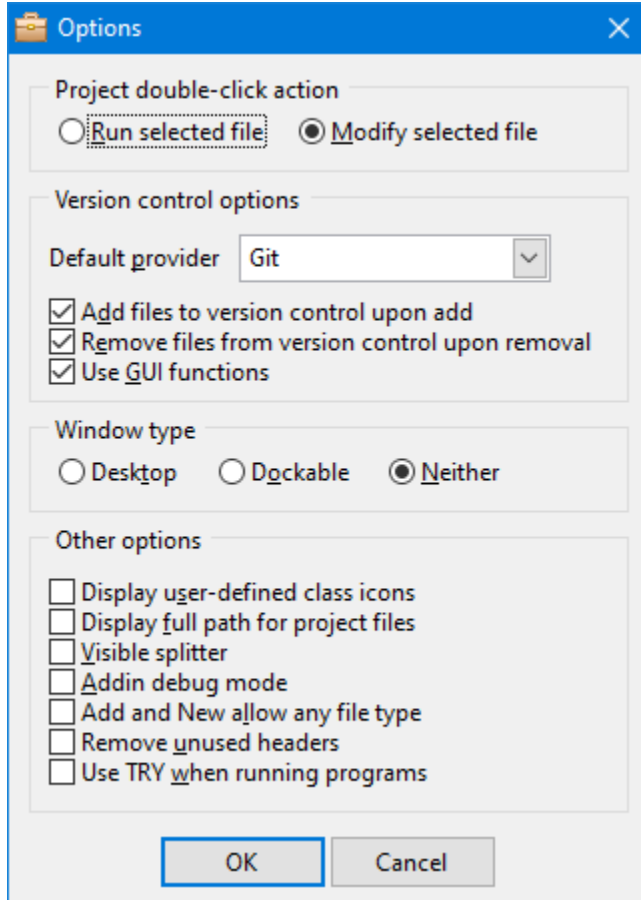 Options
Project double-click action
Run selected file Modify selected file
Version control options
Default provider Git
Add files to version control upon add
Remove files from version control upon removal
Use GUI functions
Window type
Desktop Dockable Neither
Other options
Display user-defined class icons
Display full path for project files
Visible splitter
Addin debug mode
Add and New allow any file type
Remove unused headers
Use TRY when running programs
OK Cancel